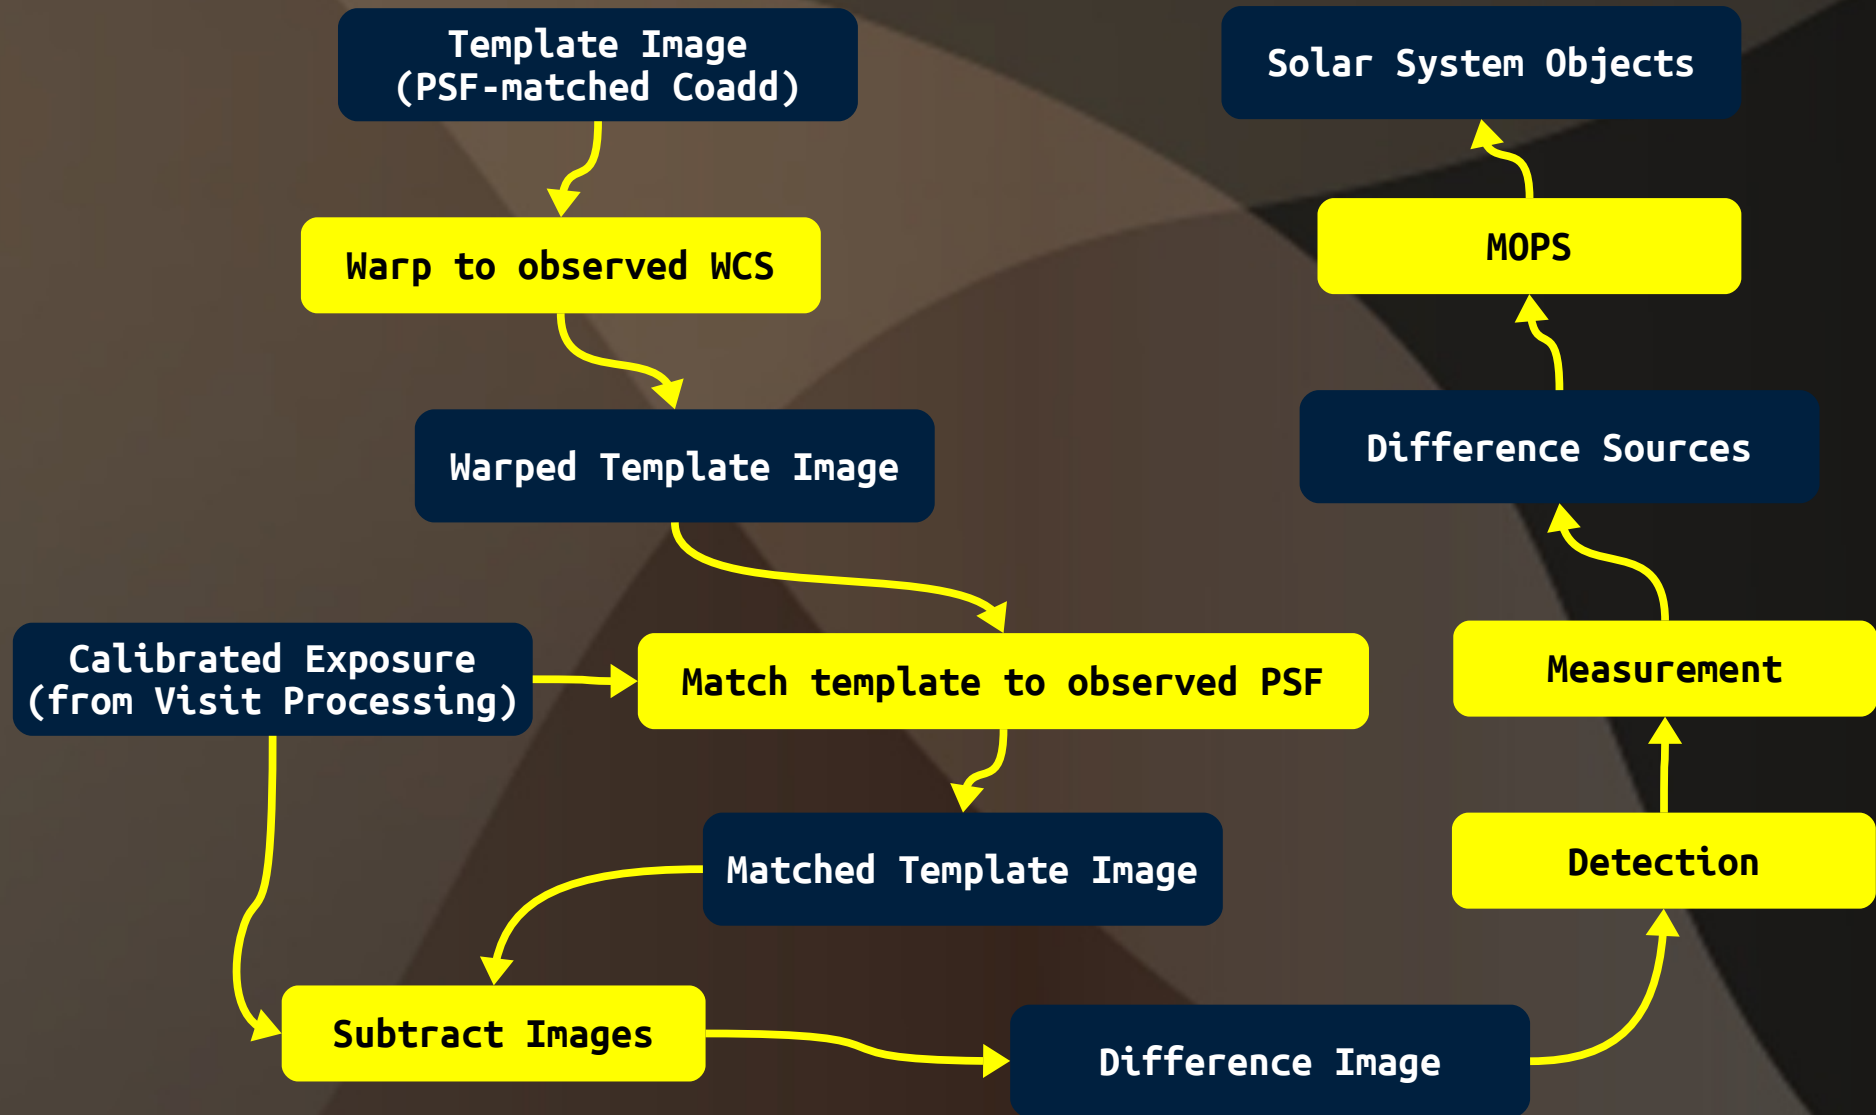 Template Image
(PSF-matched Coadd)
Solar System Objects
Warp to observed WCS
MOPS
Warped Template Image
Difference Sources
Calibrated Exposure
(from Visit Processing)
Match template to observed PSF
Measurement
Matched Template Image
Detection
Subtract Images
Difference Image